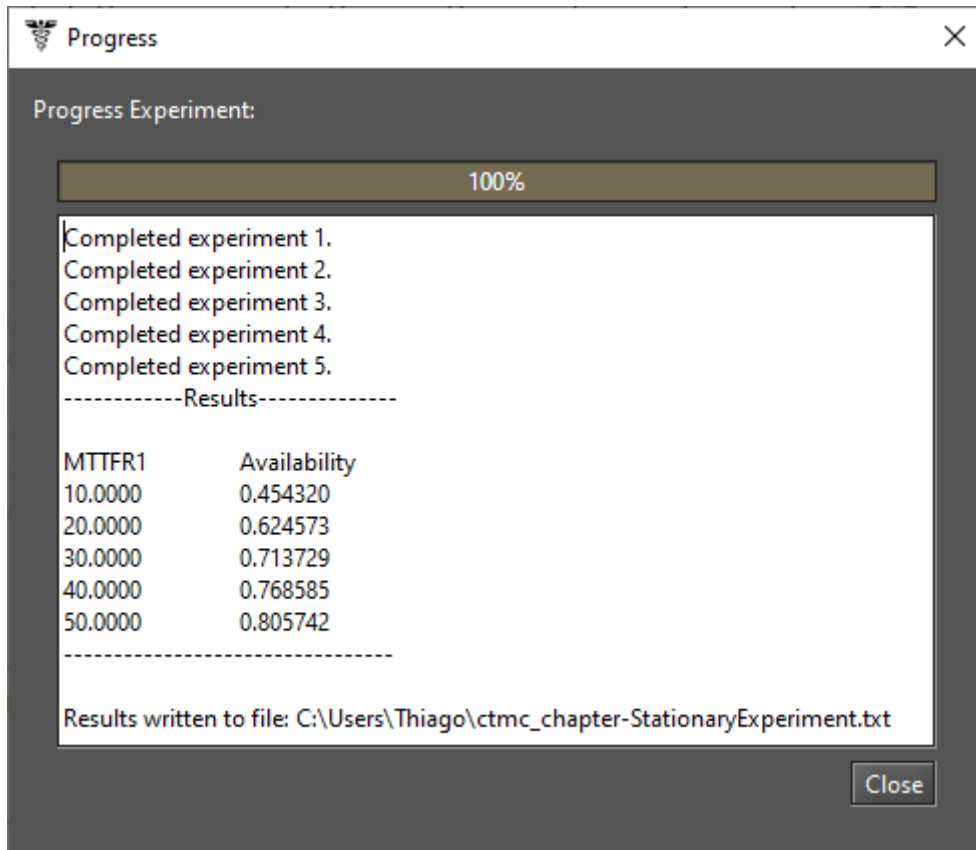 Progress
Progress Experiment:
100%
Completed experiment 1.
Completed experiment 2.
Completed experiment 3.
Completed experiment 4.
Completed experiment 5.
------------Results--------------
MTTFR1 Availability
10.0000 0.454320
20.0000 0.624573
30.0000 0.713729
40.0000 0.768585
50.0000 0.805742
---------------------------------
Results written to file: C:\Users\Thiago\ctmc_chapter-StationaryExperiment.txt
Close